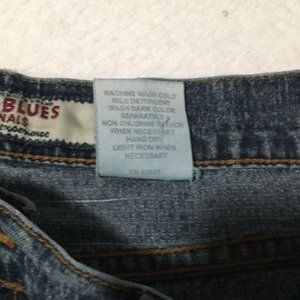 BLUES
NALS
experience
MACHINE WASH COLD
MILD DETERGENT
WASH DARK COLOR
SEPARATELY
NON CHLORINE BLEACH
WHEN NECESSARY
HANG DRY
LIGHT IRON WHEN
NECESSARY